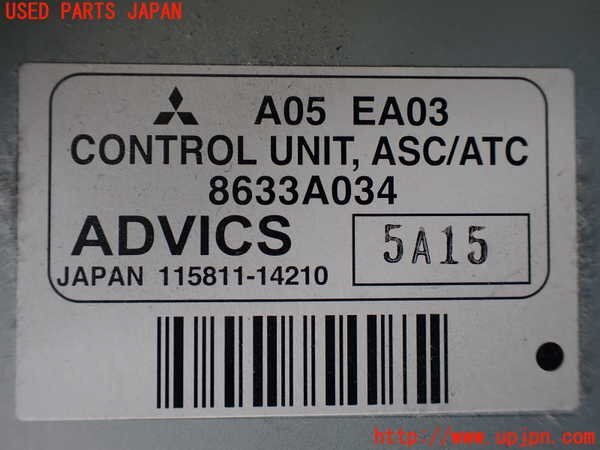 USED PARTS JAPAN
A05 EA03
CONTROL UNIT, ASC/ATC
8633A034
ADVICS
5A15
JAPAN 115811-14210
http://www.upjpn.com